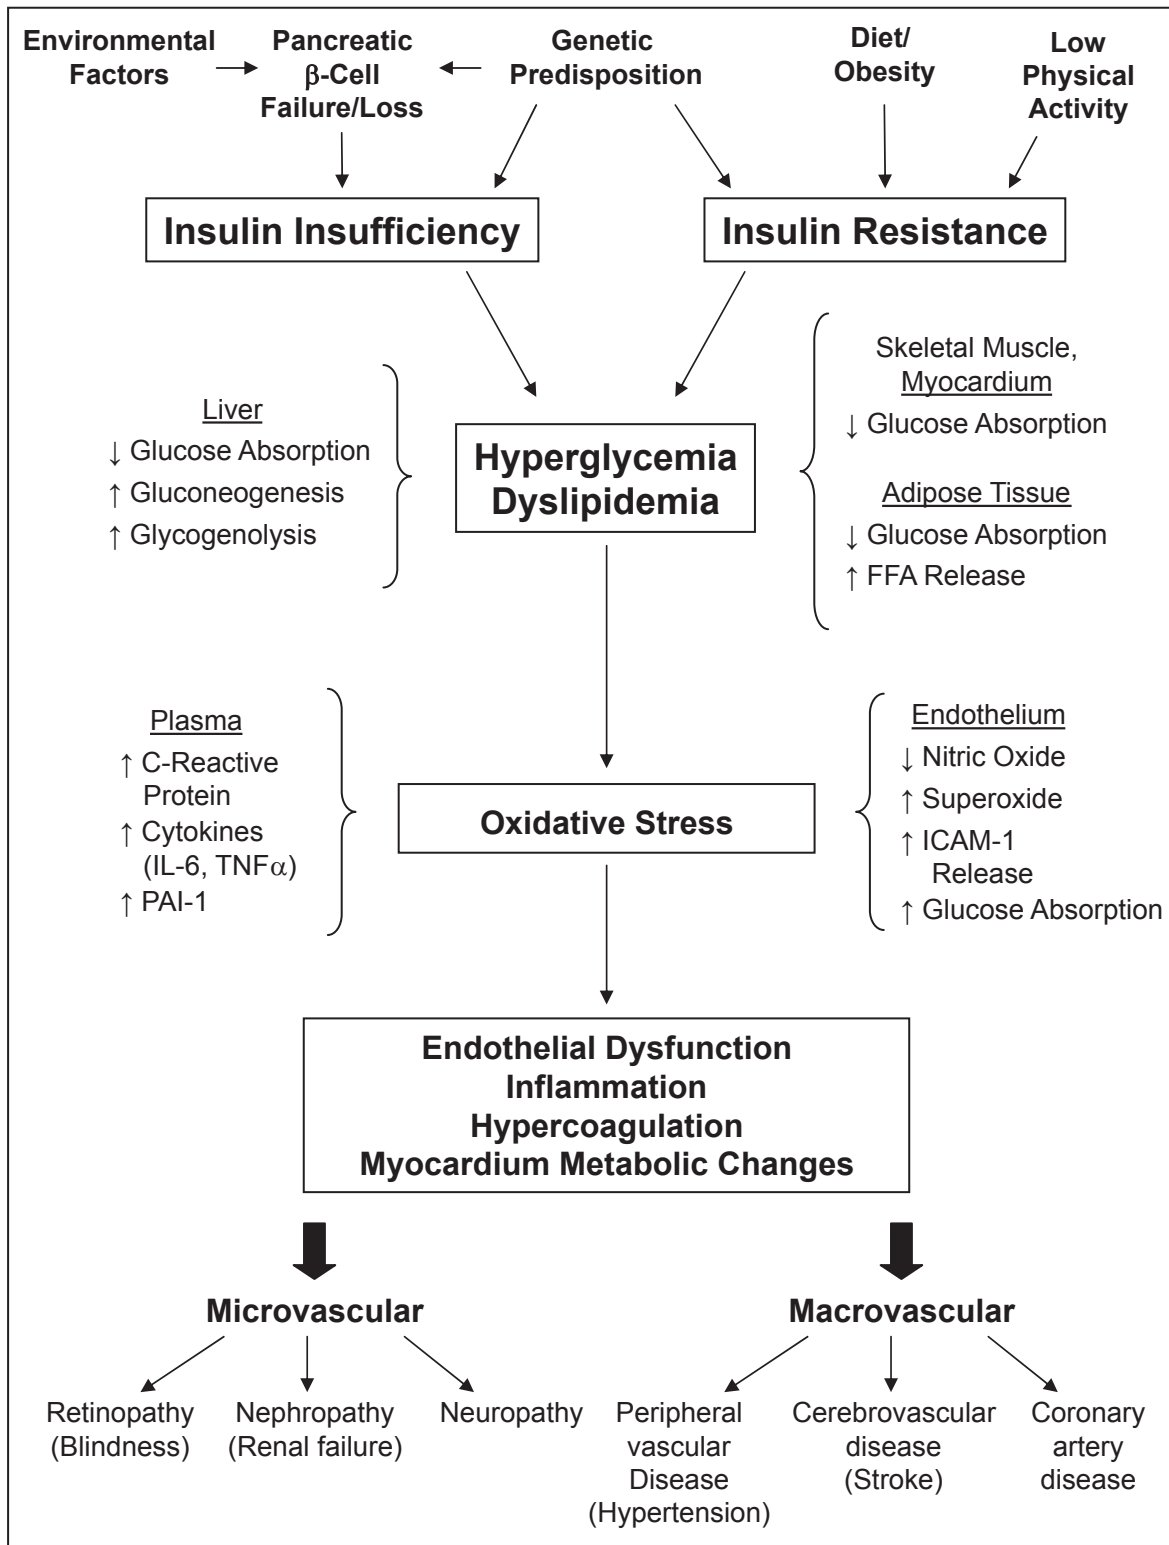 Environmental
Factors
Pancreatic
β-Cell
Failure/Loss
Genetic
Predisposition
Diet/
Obesity
Low
Physical
Activity
Insulin Insufficiency
Insulin Resistance
Liver
↓ Glucose Absorption
↑ Gluconeogenesis
↑ Glycogenolysis
Hyperglycemia
Dyslipidemia
Skeletal Muscle,
Myocardium
↓ Glucose Absorption
Adipose Tissue
↓ Glucose Absorption
↑ FFA Release
Plasma
↑ C-Reactive
Protein
↑ Cytokines
(IL-6, TNFα)
↑ PAI-1
Oxidative Stress
Endothelium
↓ Nitric Oxide
↑ Superoxide
↑ ICAM-1
Release
↑ Glucose Absorption
Endothelial Dysfunction
Inflammation
Hypercoagulation
Myocardium Metabolic Changes
Microvascular
Macrovascular
Retinopathy
(Blindness)
Nephropathy
(Renal failure)
Neuropathy
Peripheral
vascular
Disease
(Hypertension)
Cerebrovascular
disease
(Stroke)
Coronary
artery
disease